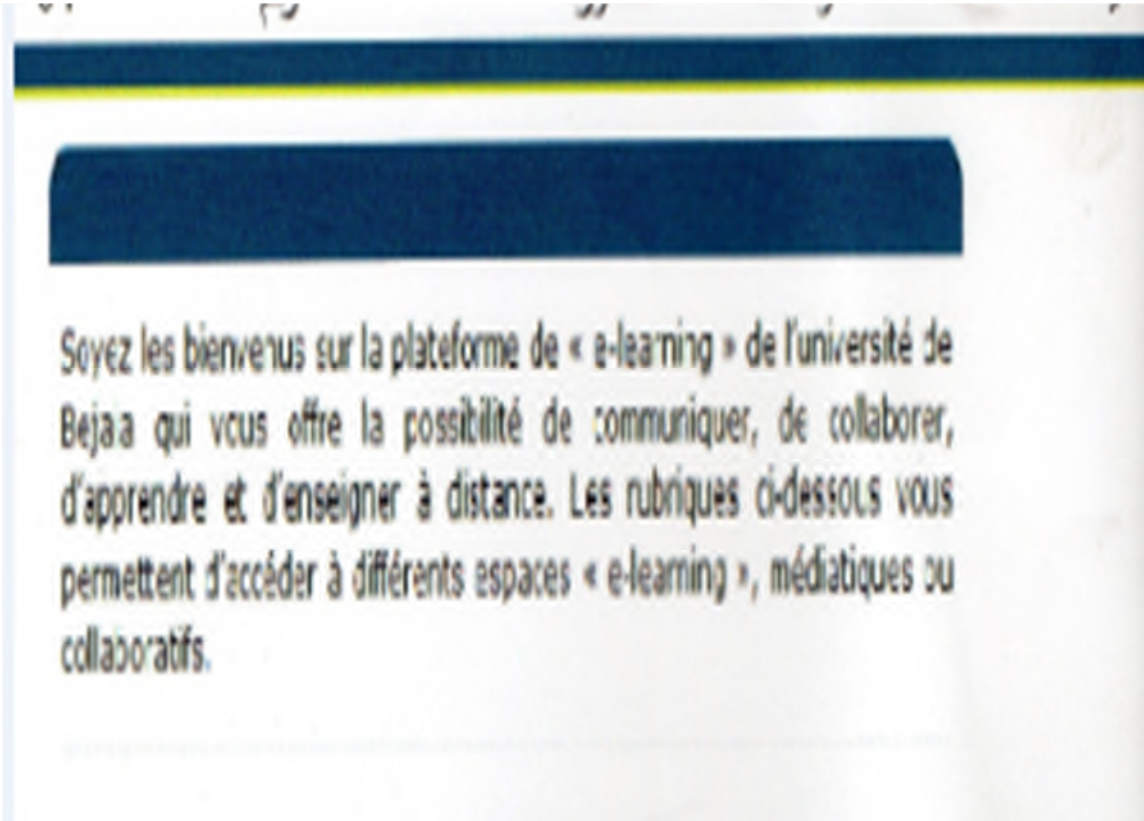 Soyez les bienvenus sur la plateforme de « e-learning » de l'université de
Bejaia qui vous offre la possibilité de communiquer, de collaborer,
d'apprendre et d'enseigner à distance. Les rubriques ci-dessous vous
permettent d'accéder à différents espaces « e-learning », médiatiques ou
collaboratifs.